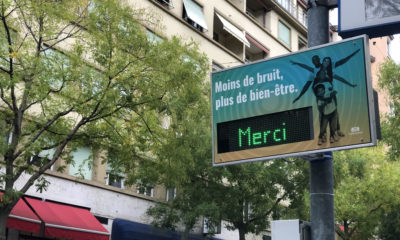 Moins de bruit,
plus de bien-être.
Merci